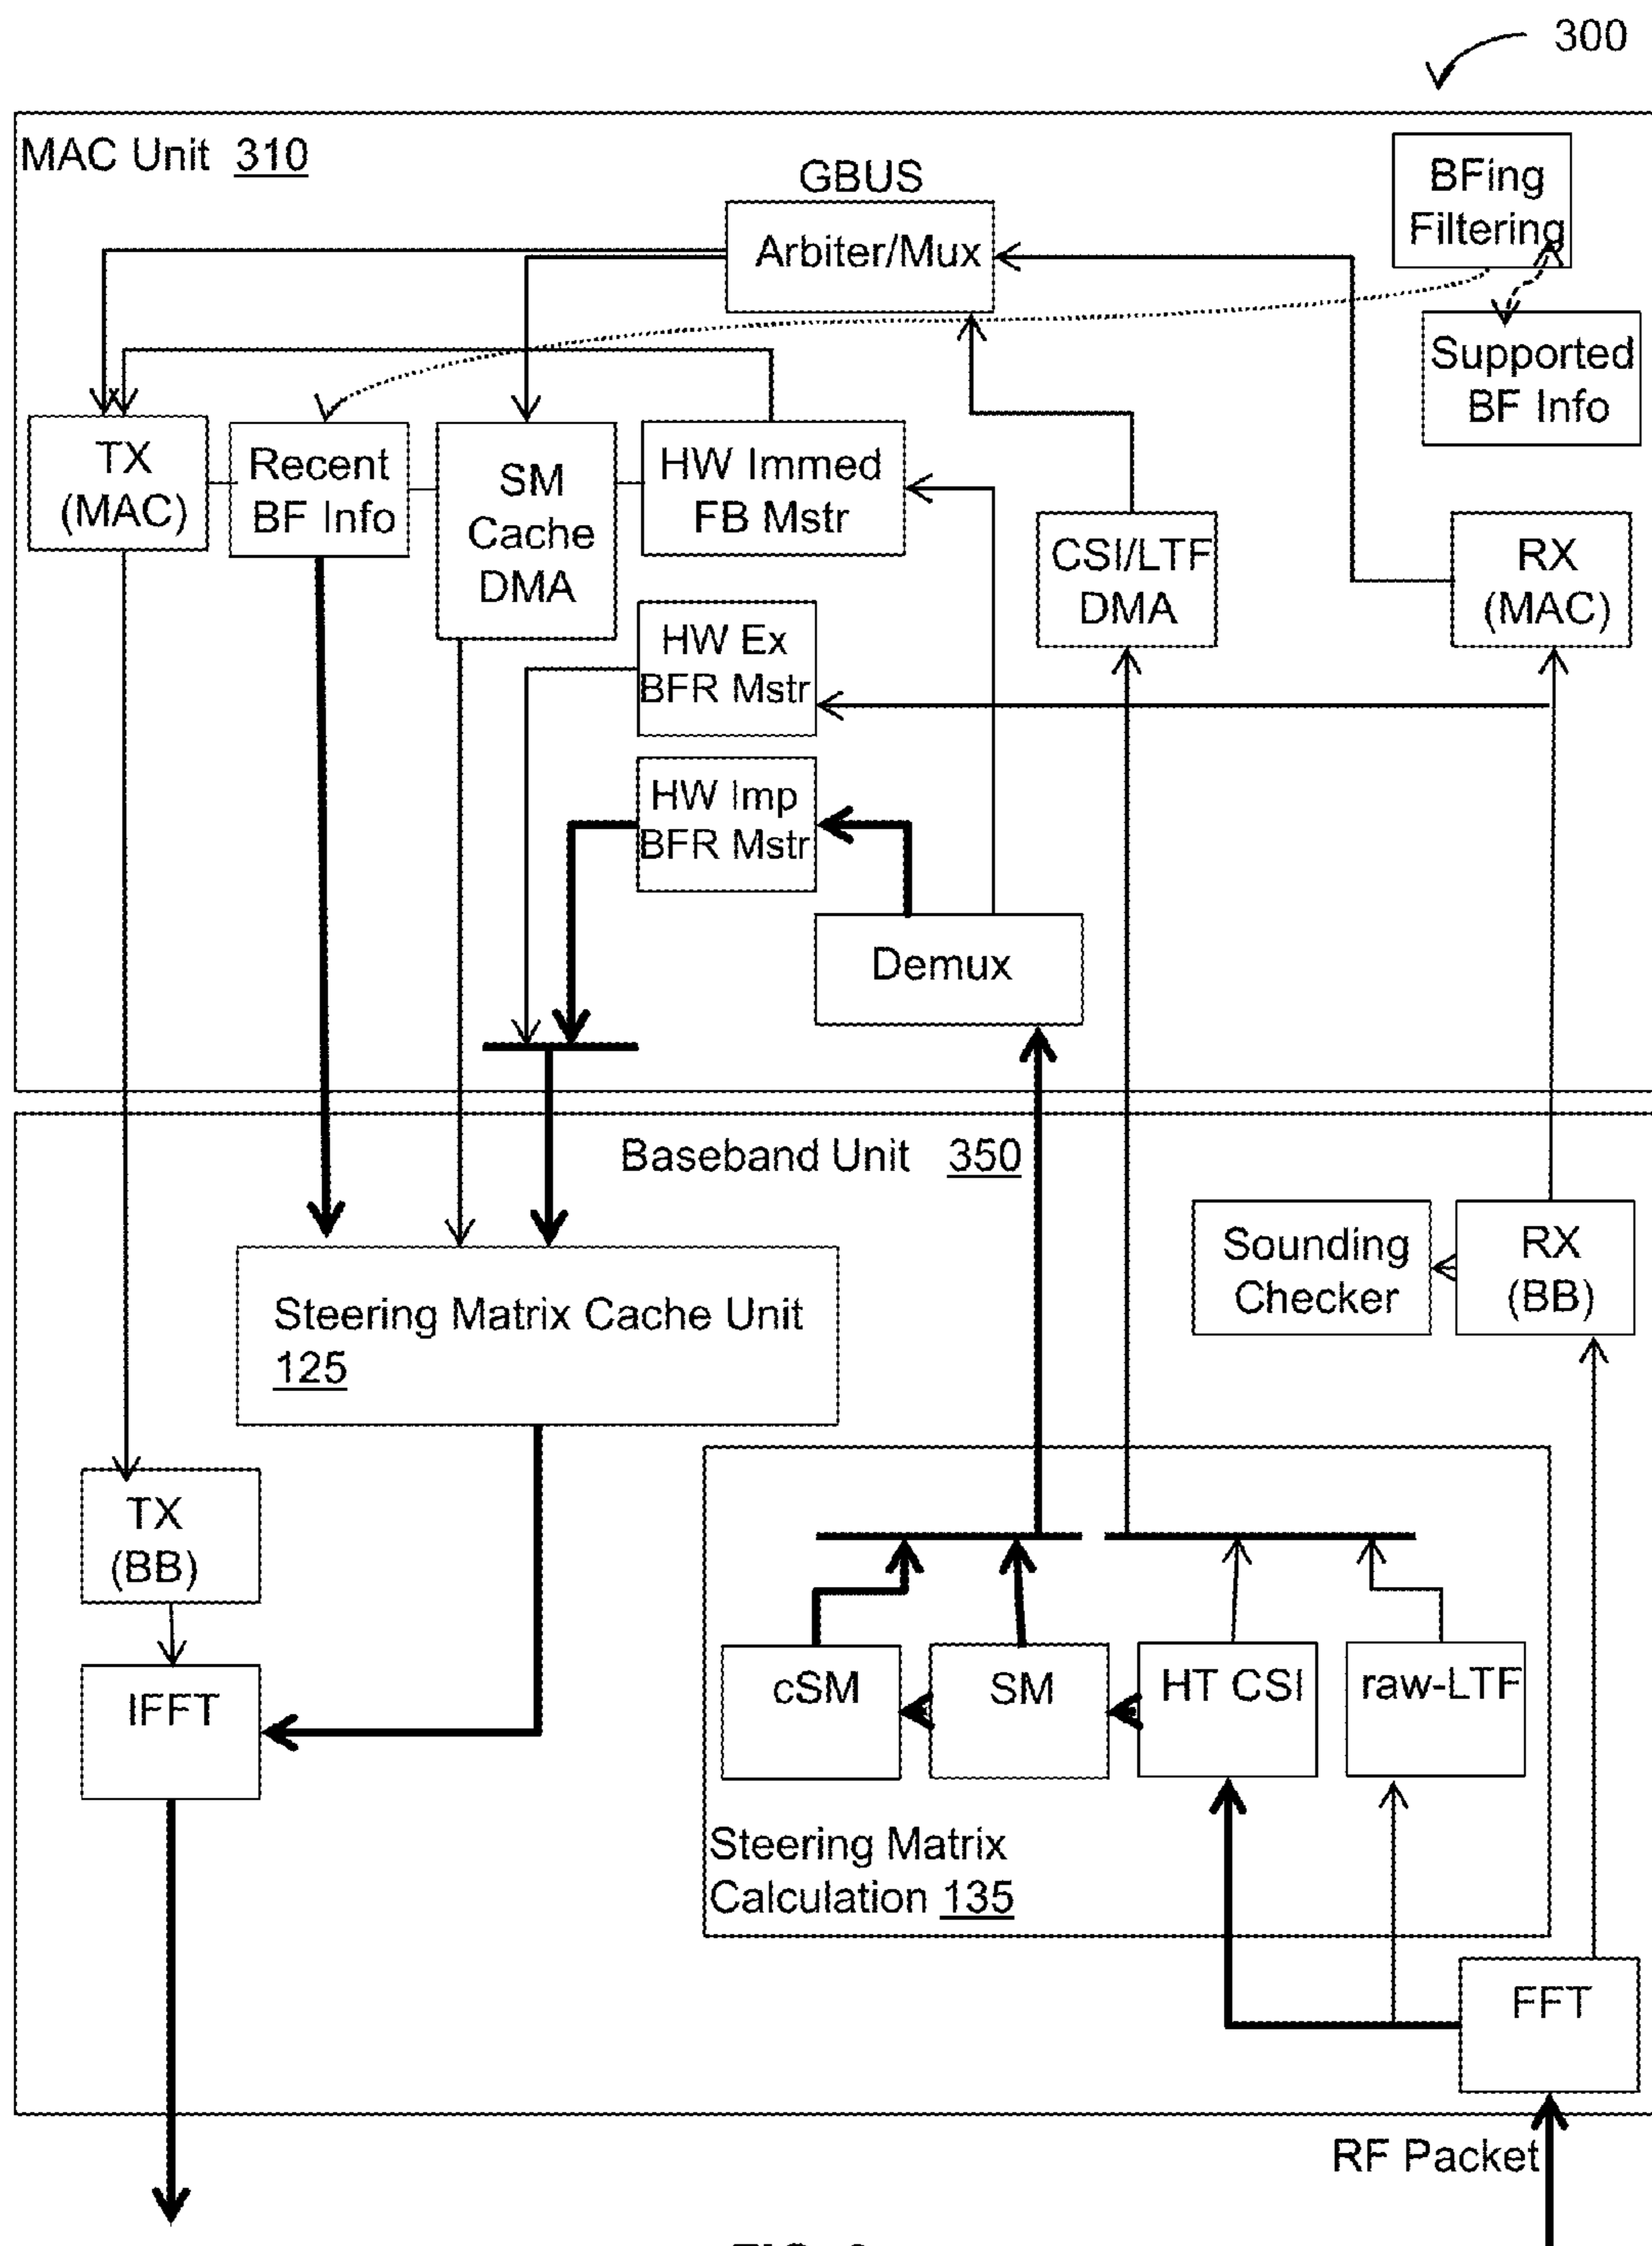 300
MAC Unit 310
GBUS
Arbiter/Mux
BFing
Filtering
Supported
BF Info
TX
(MAC)
Recent
BF Info
SM
Cache
DMA
HW Immed
FB Mstr
CSI/LTF
DMA
RX
(MAC)
HW Ex
BFR Mstr
HW Imp
BFR Mstr
Demux
Baseband Unit 350
Sounding
Checker
RX
(BB)
Steering Matrix Cache Unit
125
TX
(BB)
IFFT
cSM
SM
HT CSI
raw-LTF
Steering Matrix
Calculation 135
FFT
RF Packet